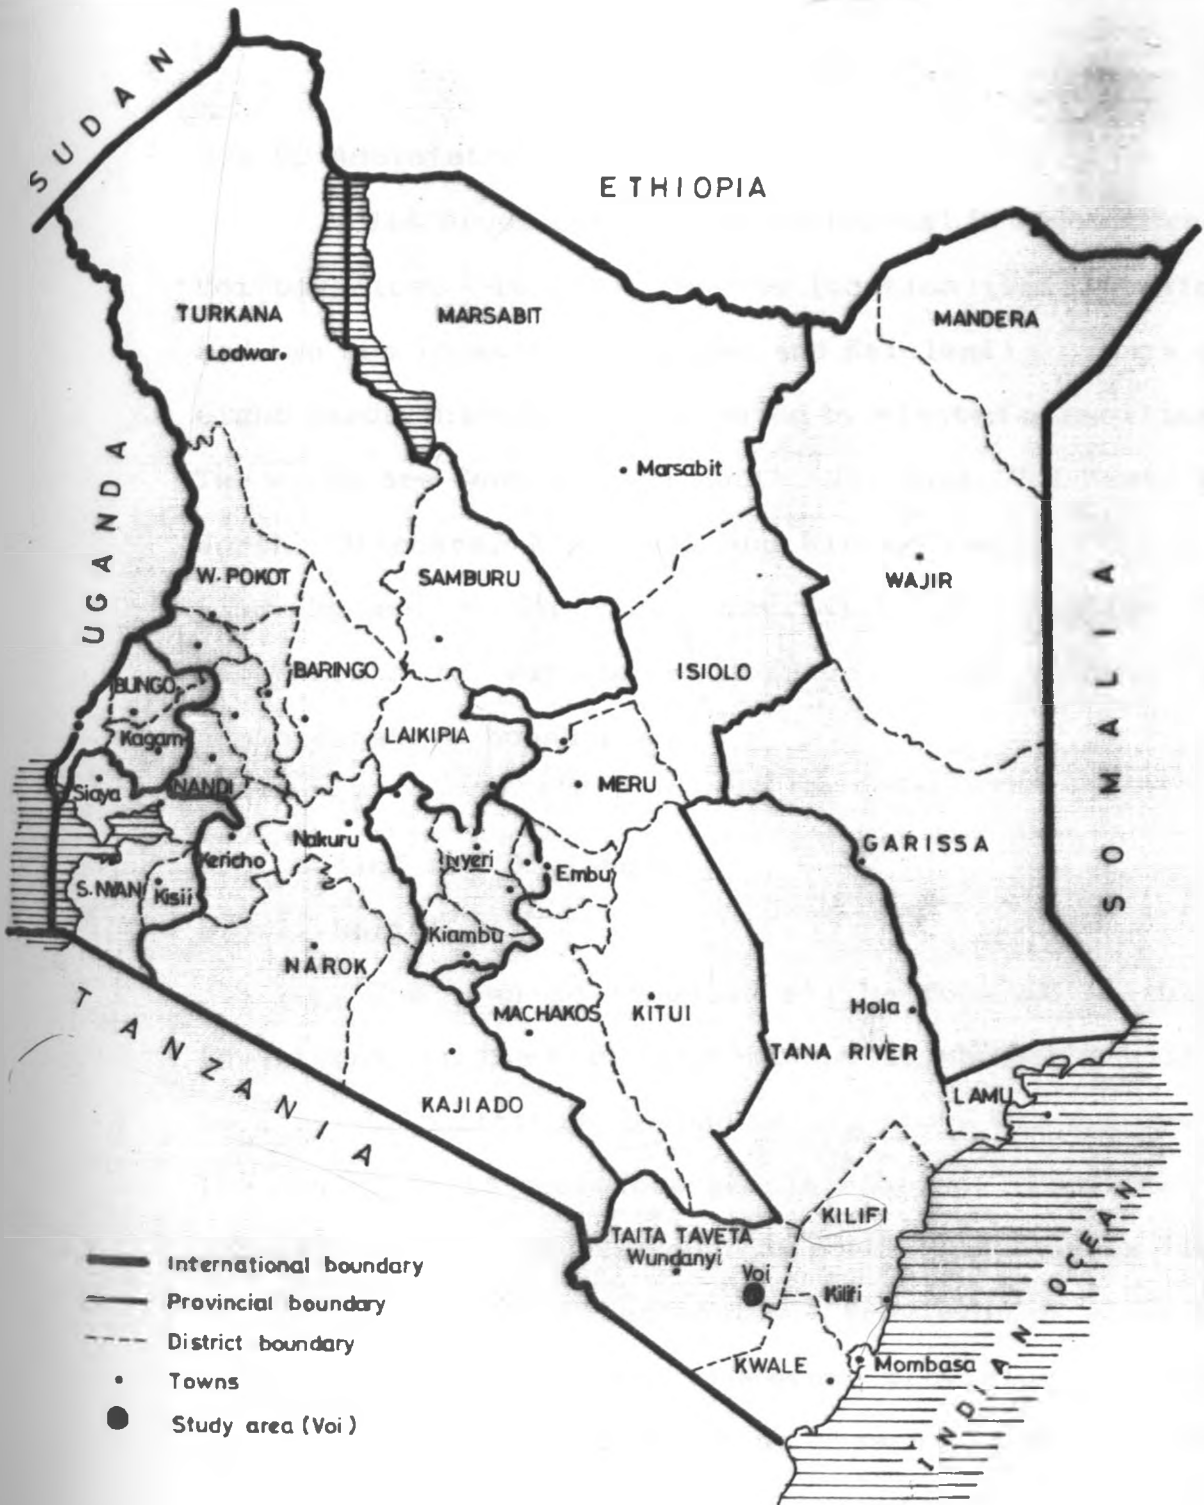 SUDAN
ETHIOPIA
TURKANA
Lodwar
MARSABIT
MANDERA
UGANDA
Marsabit
W. POKOT
SAMBURU
WAJIR
BUNGO
BARINGO
ISIOLO
SOMALIA
Kagam
LAIKIPIA
Siaya
NANDI
MERU
Nakuru
GARISSA
Kericho
Nyeri
Embu
S.NYAN
Kisii
Kiambu
NAROK
TANZANIA
MACHAKOS
KITUI
Hola
TANA RIVER
KAJIADO
LAMU
KILIFI
TAITA TAVETA
Wundanyi
Voi
Kilifi
INDIAN OCEAN
KWALE
Mombasa
International boundary
Provincial boundary
District boundary
Towns
Study area (Voi)